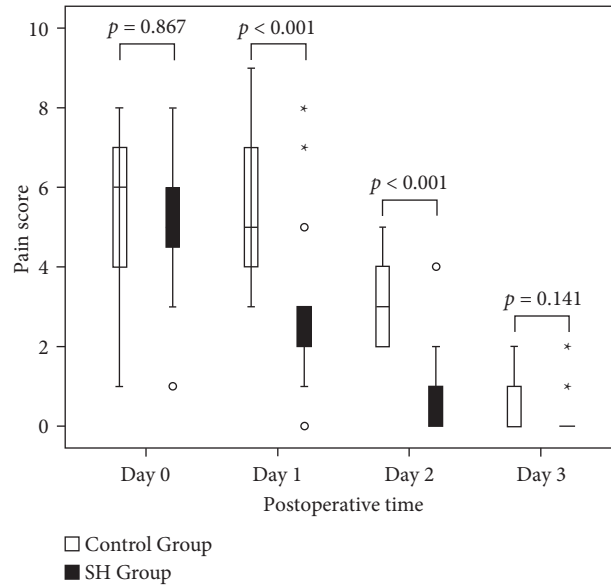 10
8
6
4
2
0
Pain score
p = 0.867
p < 0.001
p < 0.001
p = 0.141
Day 0
Day 1
Day 2
Day 3
Postoperative time
Control Group
SH Group